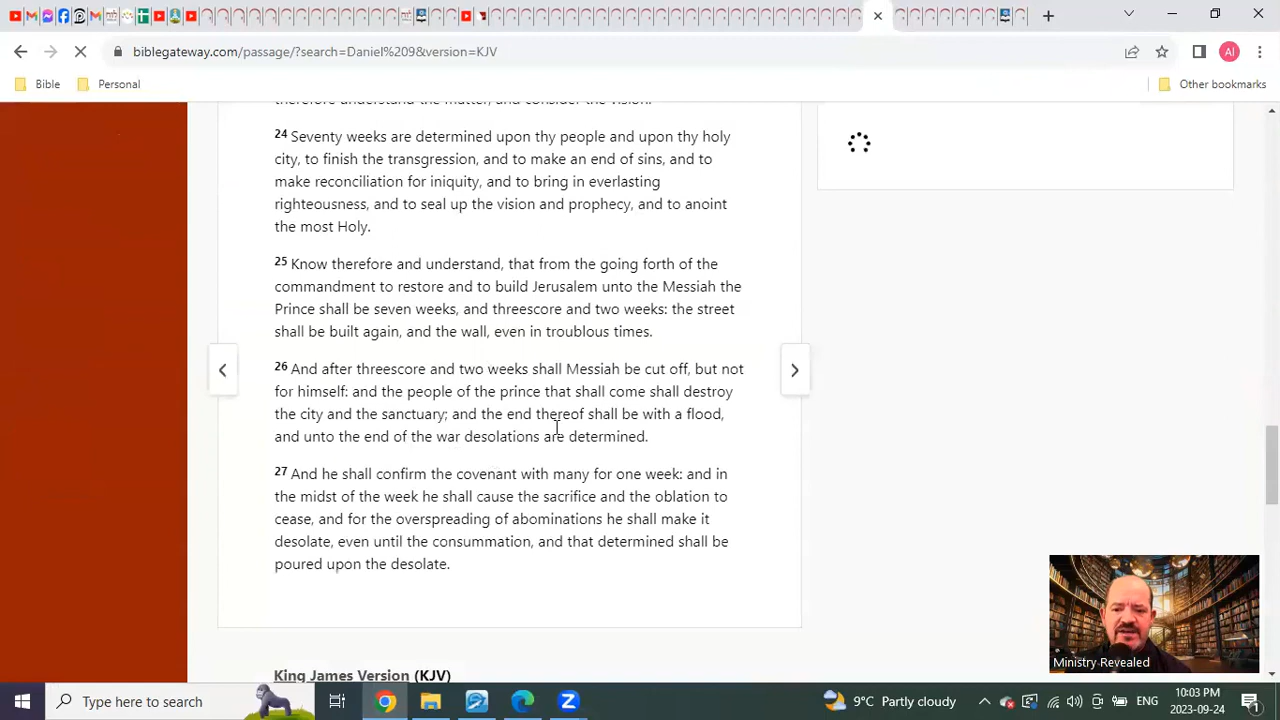 biblegateway.com/passage/?search=Daniel%209&version=KJV
AI
Bible
Personal
Other bookmarks
therefore understand the matter, and consider the vision.
24 Seventy weeks are determined upon thy people and upon thy holy
city, to finish the transgression, and to make an end of sins, and to
make reconciliation for iniquity, and to bring in everlasting
righteousness, and to seal up the vision and prophecy, and to anoint
the most Holy.
25 Know therefore and understand, that from the going forth of the
commandment to restore and to build Jerusalem unto the Messiah the
Prince shall be seven weeks, and threescore and two weeks: the street
shall be built again, and the wall, even in troublous times.
26 And after threescore and two weeks shall Messiah be cut off, but not
for himself: and the people of the prince that shall come shall destroy
the city and the sanctuary; and the end thereof shall be with a flood,
and unto the end of the war desolations are determined.
27 And he shall confirm the covenant with many for one week: and in
the midst of the week he shall cause the sacrifice and the oblation to
cease, and for the overspreading of abominations he shall make it
desolate, even until the consummation, and that determined shall be
poured upon the desolate.
King James Version (KJV)
Ministry Revealed
Type here to search
9°C Partly cloudy
ENG
10:03 PM
2023-09-24
1